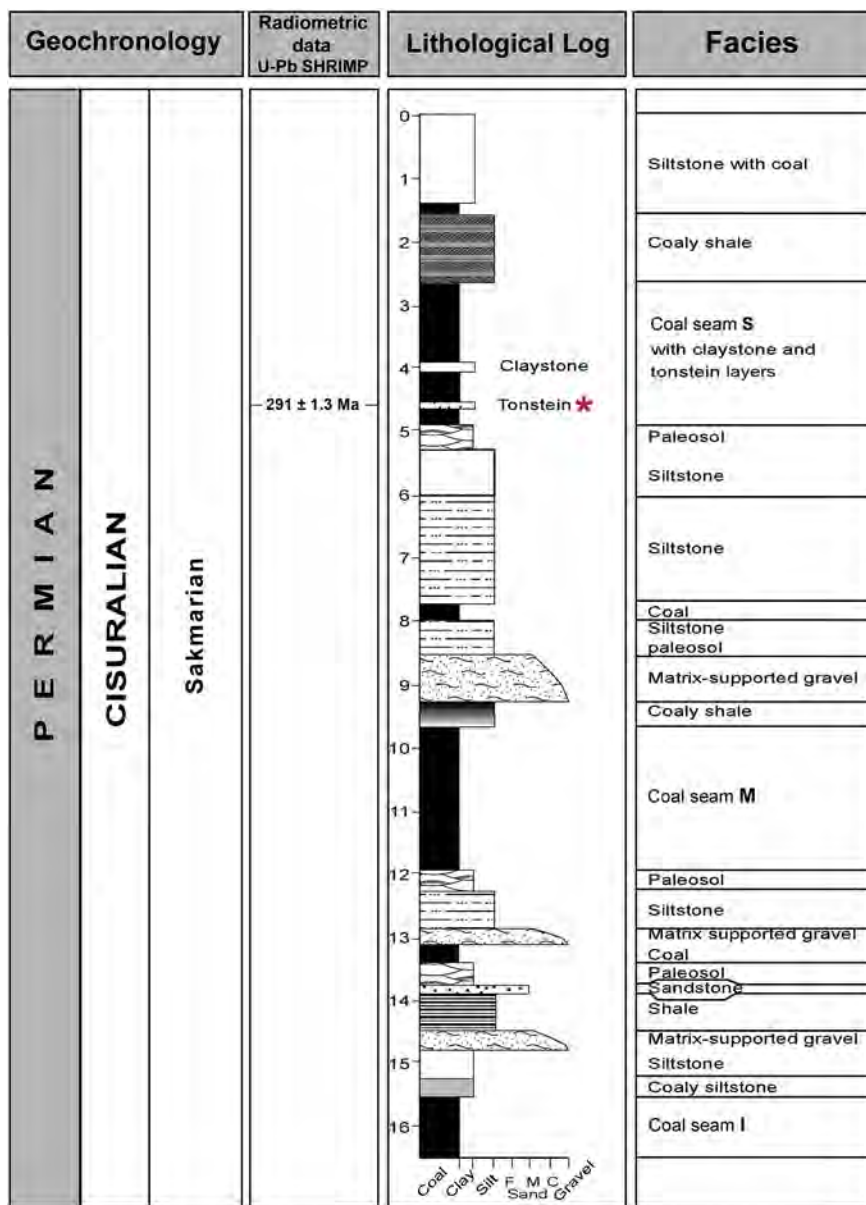 Geochronology
Radiometric
data
U-Pb SHRIMP
Lithological Log
Facies
PERMIAN
CISURALIAN
Sakmarian
291 ± 1.3 Ma
0
1
2
3
4
5
6
7
8
9
10
11
12
13
14
15
16
Claystone
Tonstein *
Coal
Clay
Silt
F
M
C
Sand
Gravel
Siltstone with coal
Coaly shale
Coal seam S
with claystone and
tonstein layers
Paleosol
Siltstone
Siltstone
Coal
Siltstone
paleosol
Matrix-supported gravel
Coaly shale
Coal seam M
Paleosol
Siltstone
Matrix supported gravel
Coal
Paleosol
Sandstone
Shale
Matrix-supported gravel
Siltstone
Coaly siltstone
Coal seam I